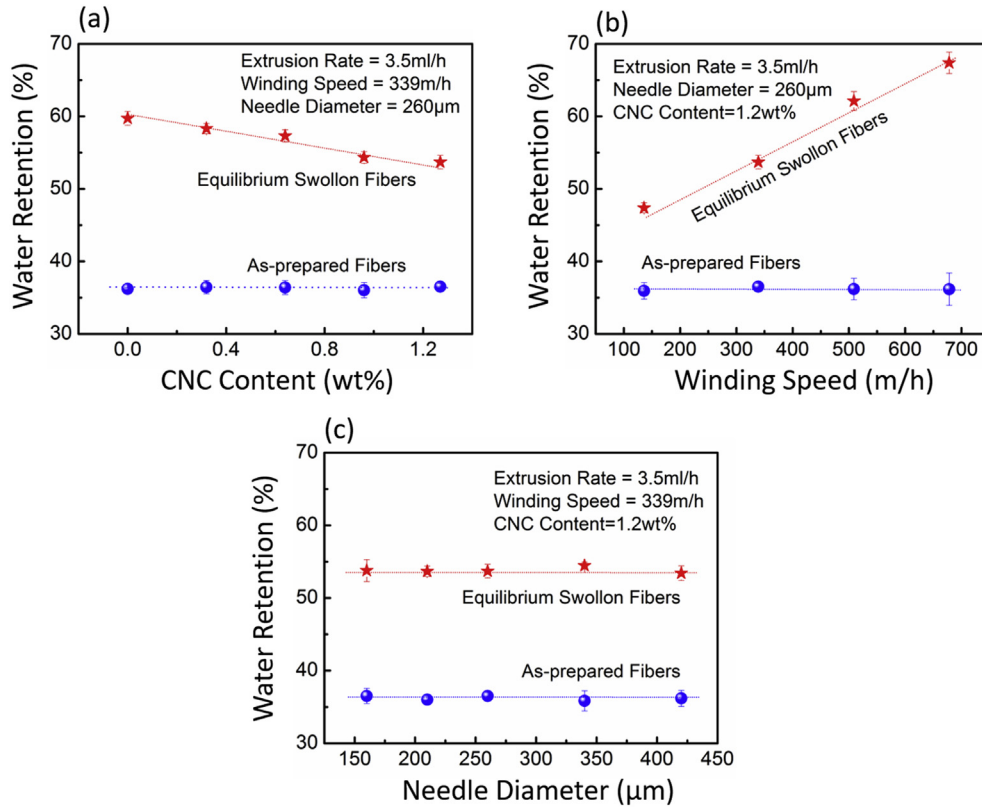 (a)
Water Retention (%)
70
60
50
40
30
Extrusion Rate = 3.5ml/h
Winding Speed = 339m/h
Needle Diameter = 260μm
Equilibrium Swollon Fibers
As-prepared Fibers
0.0 0.4 0.8 1.2
CNC Content (wt%)
(b)
Water Retention (%)
70
60
50
40
30
Extrusion Rate = 3.5ml/h
Needle Diameter = 260μm
CNC Content=1.2wt%
Equilibrium Swollon Fibers
As-prepared Fibers
100 200 300 400 500 600 700
Winding Speed (m/h)
(c)
Water Retention (%)
70
60
50
40
30
Extrusion Rate = 3.5ml/h
Winding Speed = 339m/h
CNC Content=1.2wt%
Equilibrium Swollon Fibers
As-prepared Fibers
150 200 250 300 350 400 450
Needle Diameter (μm)